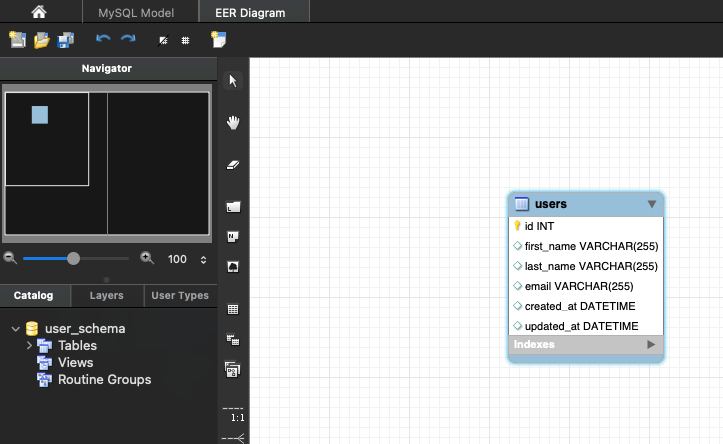 MySQL Model
EER Diagram
Navigator
100
Catalog
Layers
User Types
user_schema
Tables
Views
Routine Groups
1:1
users
id INT
first_name VARCHAR(255)
last_name VARCHAR(255)
email VARCHAR(255)
created_at DATETIME
updated_at DATETIME
Indexes